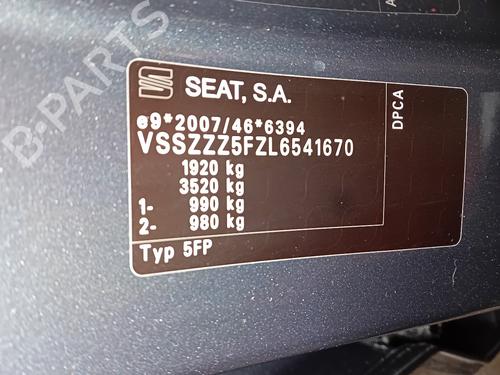 B-PARTS
SEAT, S.A.
e9*2007/46*6394
VSSZZZ5FZL6541670
1920 kg
3520 kg
1- 990 kg
2- 980 kg
Typ 5FP
DPCA